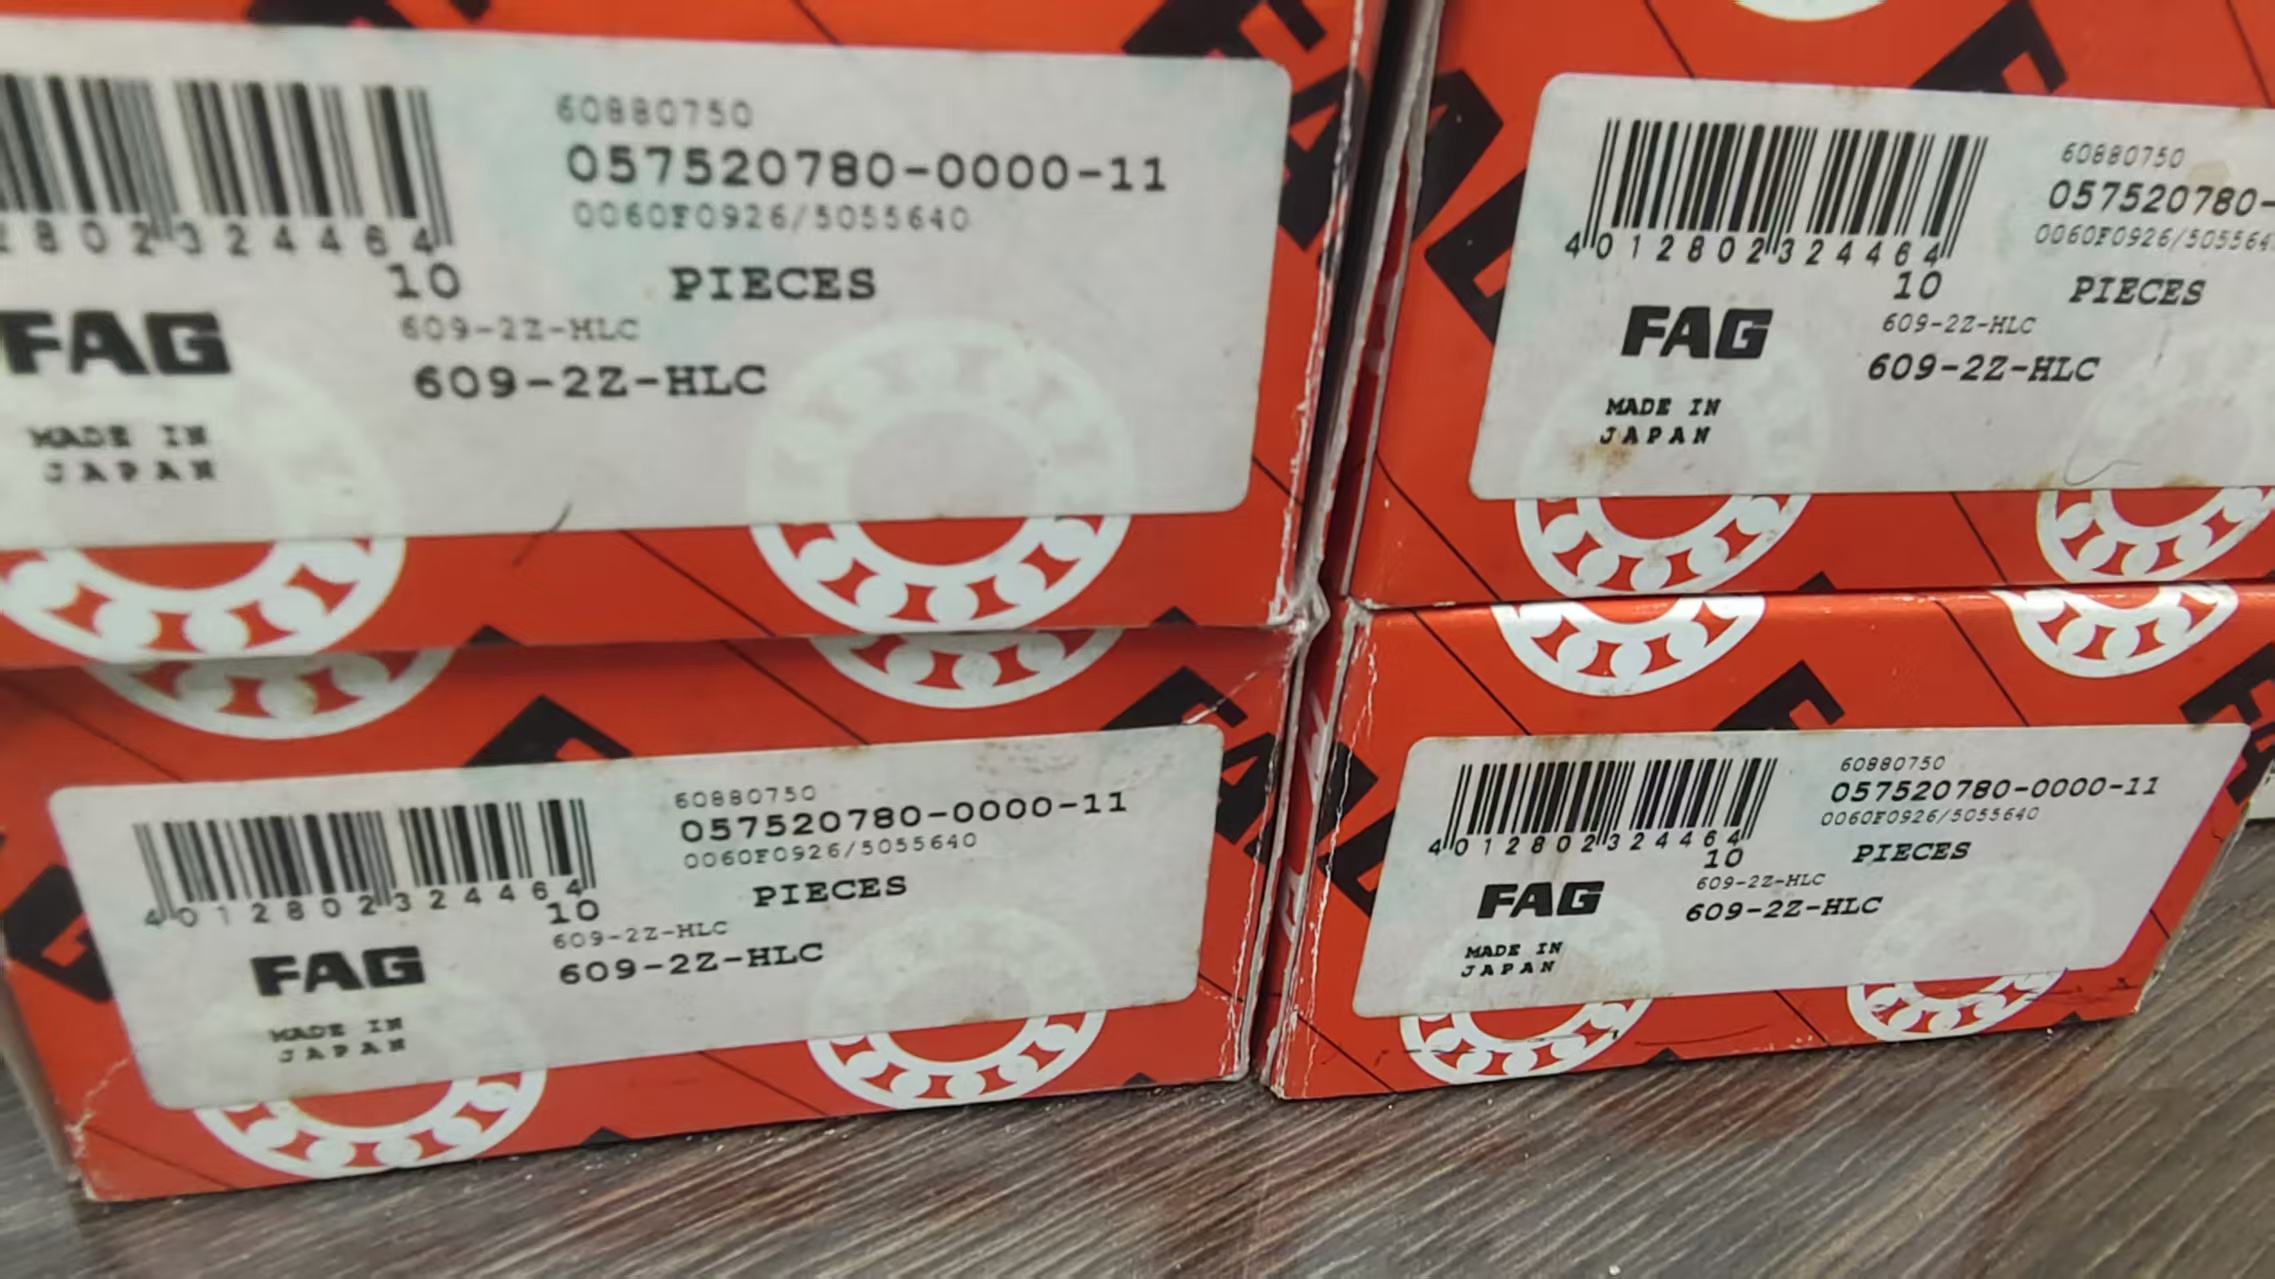 60880750
057520780-0000-11
0060F0926/5055640
2802324464
10 PIECES
FAG
609-2Z-HLC
609-2Z-HLC
MADE IN
JAPAN
60880750
057520780-
0060F0926/505564
4012802324464
10 PIECES
FAG
609-2Z-HLC
609-2Z-HLC
MADE IN
JAPAN
60880750
057520780-0000-11
0060F0926/5055640
4012802324464
10 PIECES
FAG
609-2Z-HLC
609-2Z-HLC
MADE IN
JAPAN
60880750
057520780-0000-11
0060F0926/5055640
4012802324464
10 PIECES
FAG
609-2Z-HLC
609-2Z-HLC
MADE IN
JAPAN